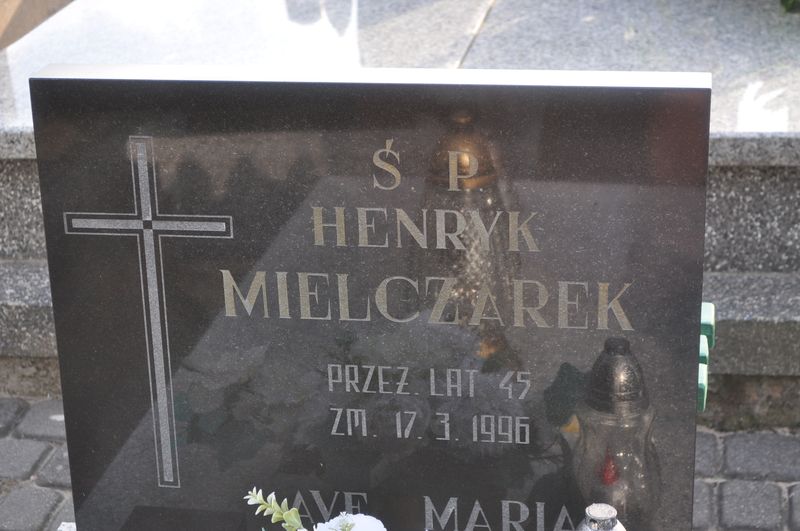 Ś. P.
HENRYK
MIELCZAREK
PRZEŻ. LAT 45
ZM. 17. 3. 1996
AVE MARIA